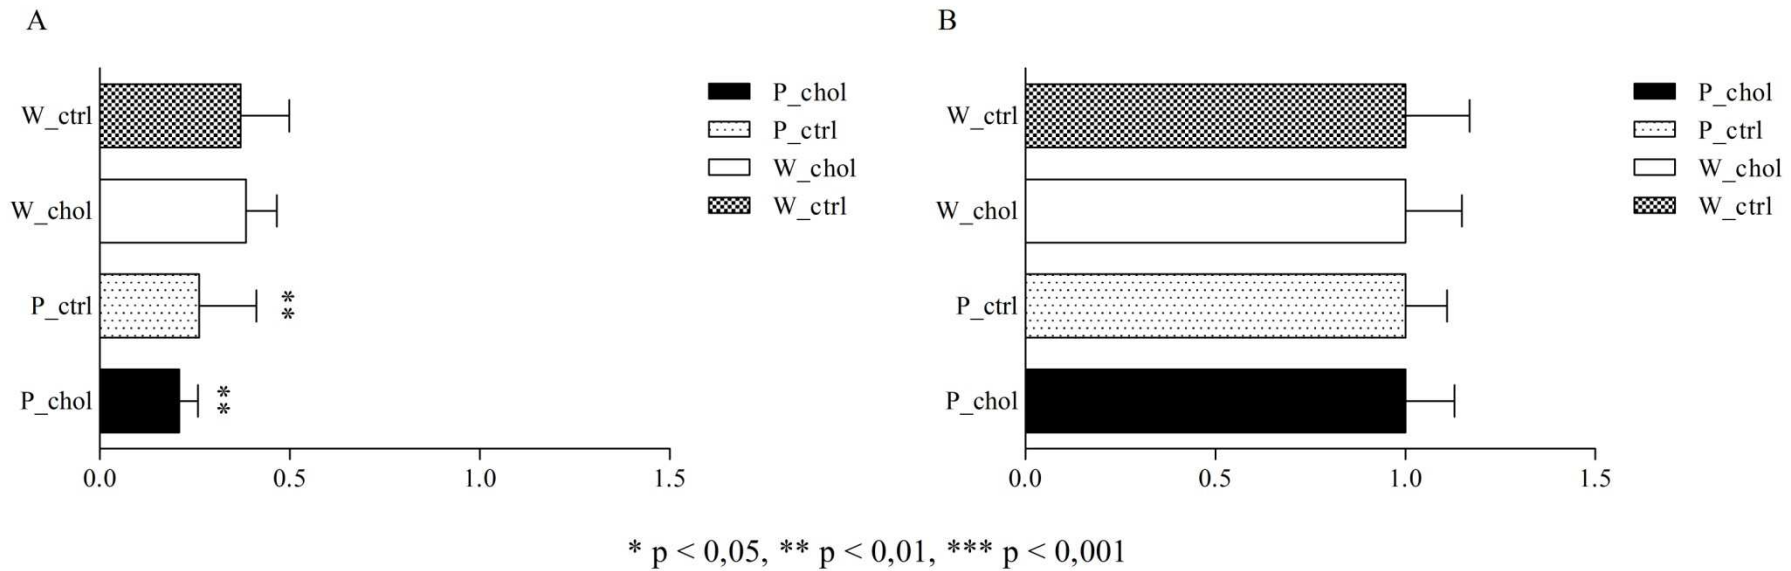 A
W_ctrl
W_chol
P_ctrl
**
P_chol
**
0.0 0.5 1.0 1.5
P_chol
P_ctrl
W_chol
W_ctrl
B
W_ctrl
W_chol
P_ctrl
P_chol
0.0 0.5 1.0 1.5
P_chol
P_ctrl
W_chol
W_ctrl
* p < 0,05, ** p < 0,01, *** p < 0,001